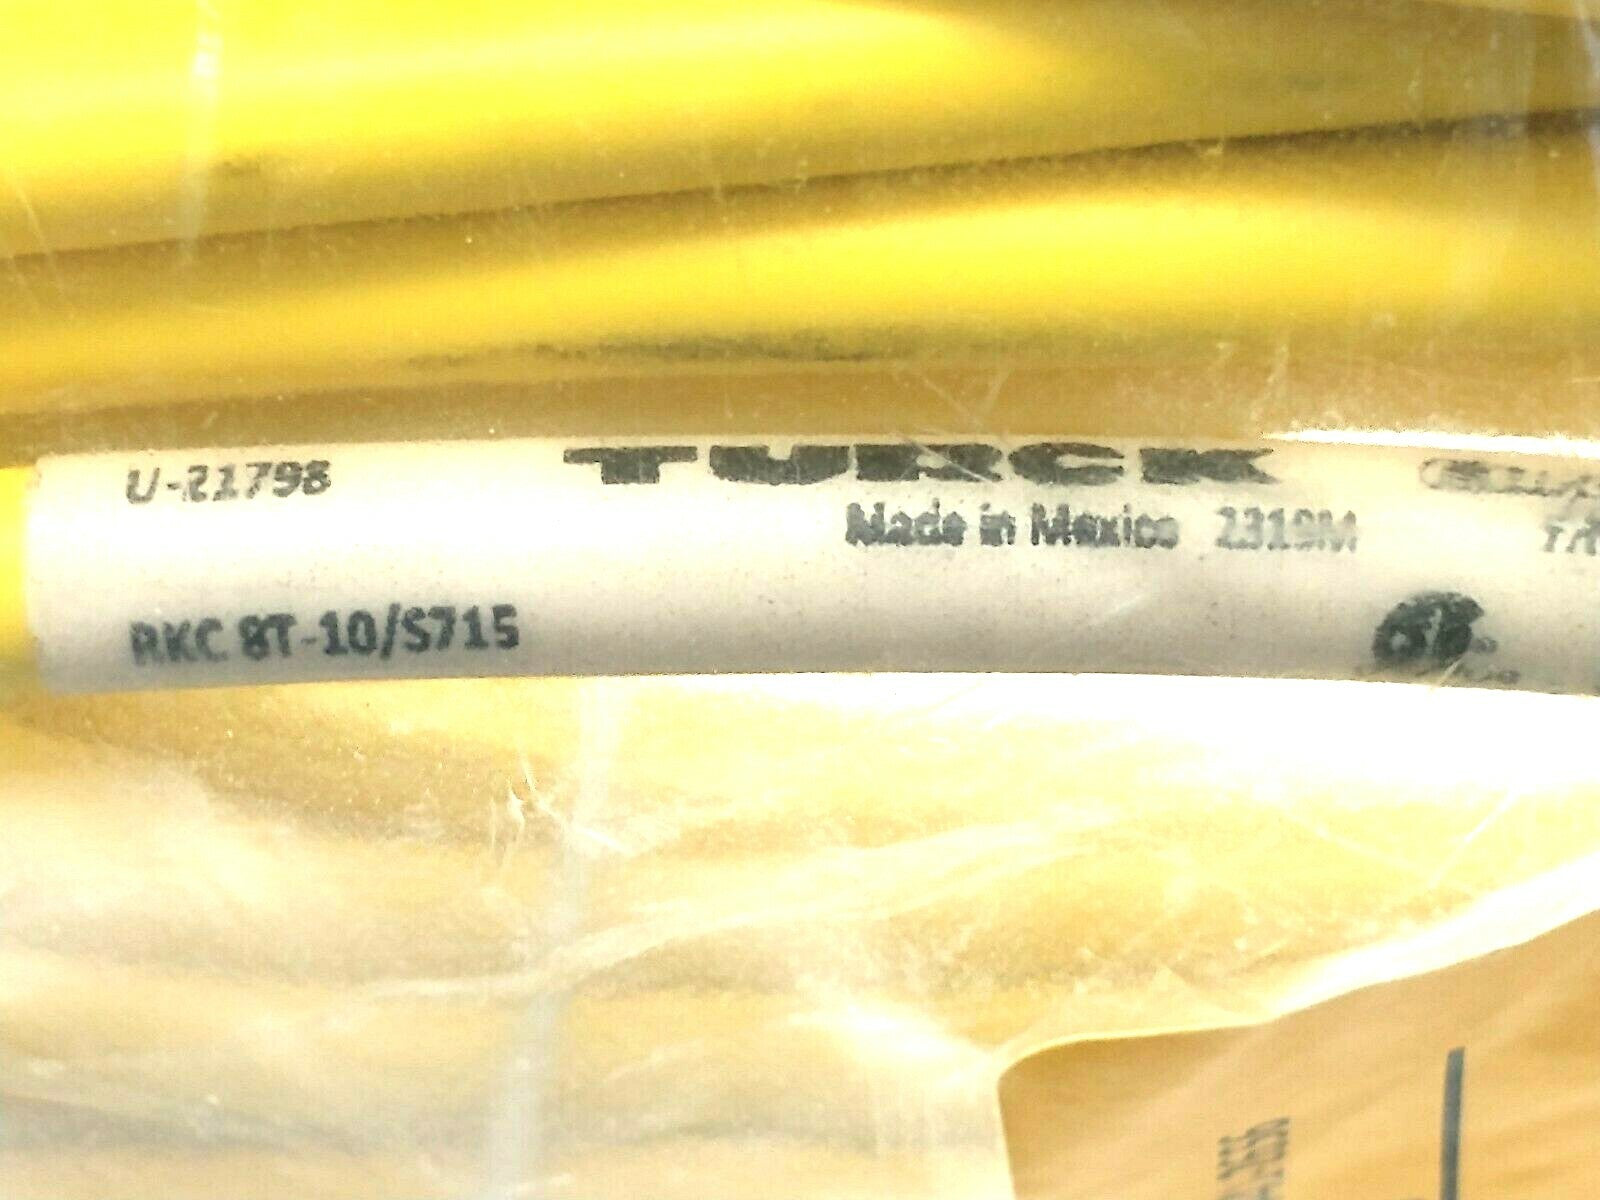 U-21798 TURCK
Made in Mexico 2319M
RKC 8T-10/S715